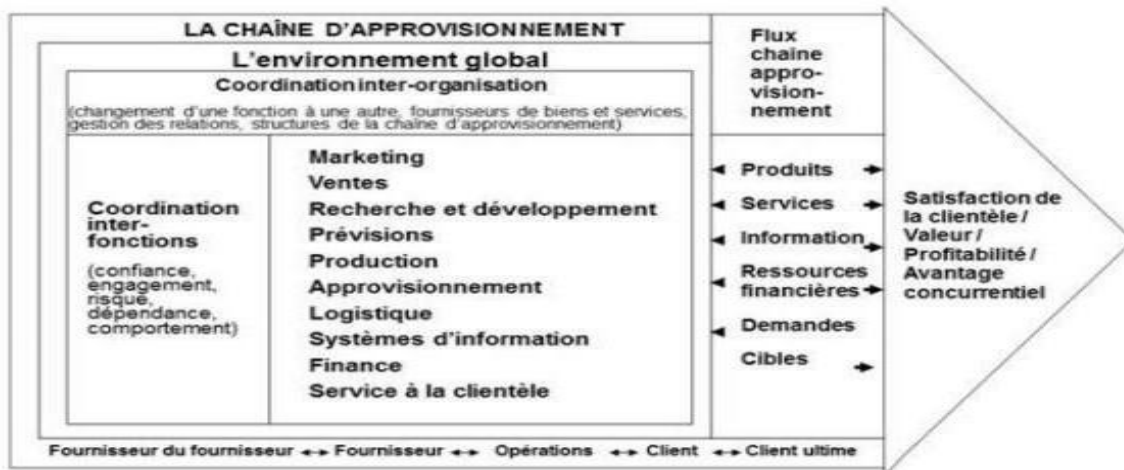 LA CHAÎNE D'APPROVISIONNEMENT
L'environnement global
Coordination inter-organisation
(changement d'une fonction à une autre, fournisseurs de biens et services,
gestion des relations, structures de la chaîne d'approvisionnement)
Coordination
inter-
fonctions
(confiance,
engagement,
risque,
dépendance,
comportement)
Marketing
Ventes
Recherche et développement
Prévisions
Production
Approvisionnement
Logistique
Systèmes d'information
Finance
Service à la clientèle
Flux
chaîne
appro-
vision-
nement
Produits
Services
Information
Ressources
financières
Demandes
Cibles
Satisfaction de
la clientèle /
Valeur /
Profitabilité /
Avantage
concurrentiel
Fournisseur du fournisseur ↔ Fournisseur ↔ Opérations ↔ Client ↔ Client ultime